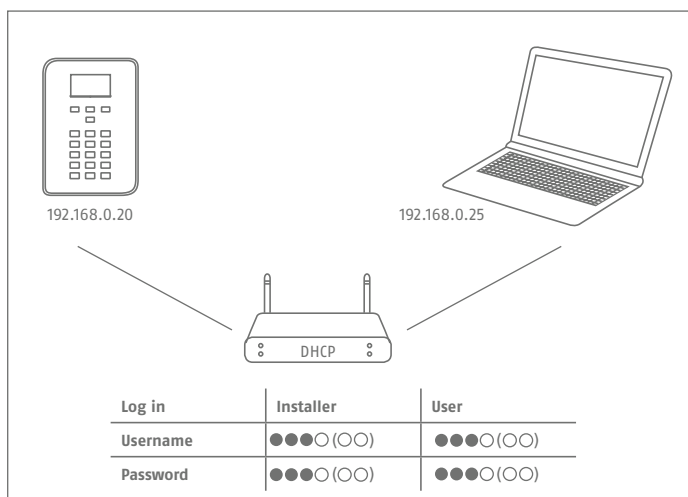 192.168.0.20
192.168.0.25
DHCP
Log in Installer User
Username ●●●○(○○) ●●●○(○○)
Password ●●●○(○○) ●●●○(○○)